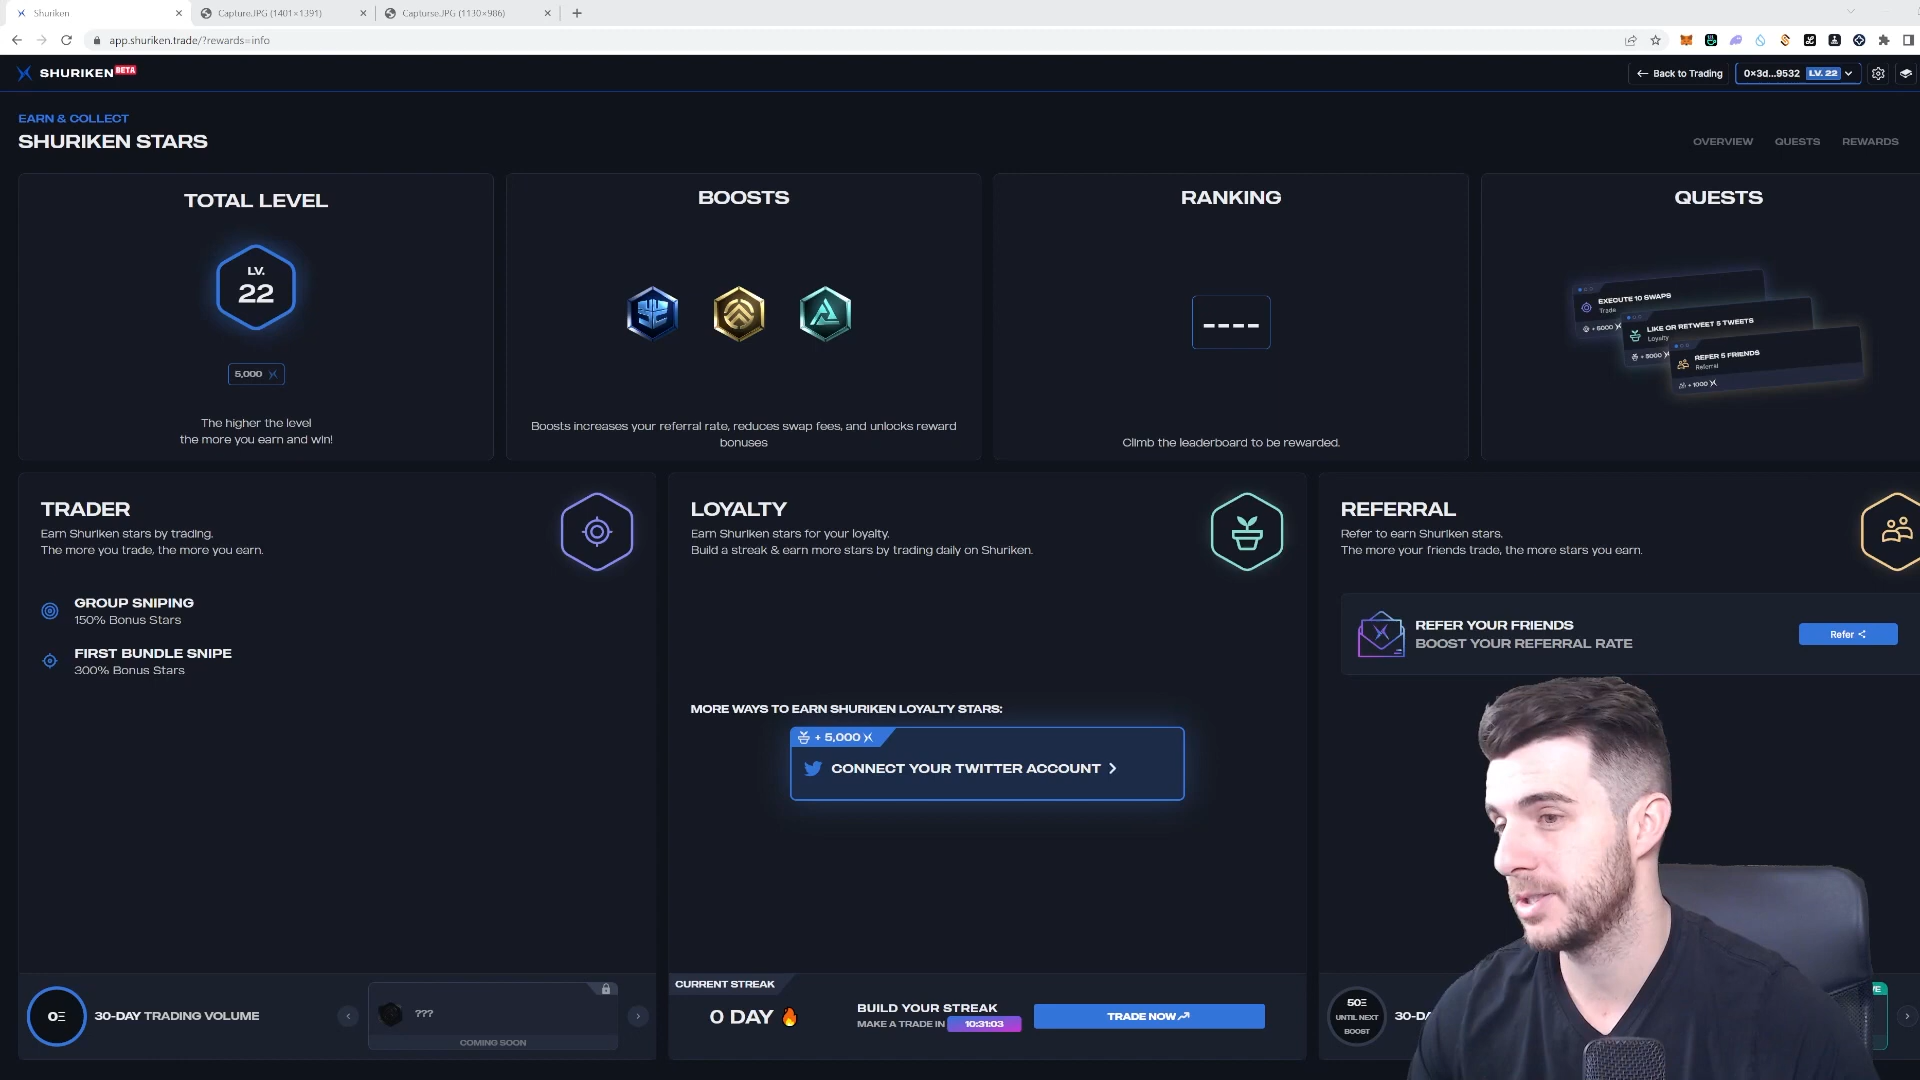 Shuriken
Capture.JPG (1401×1391)
Capturse.JPG (1130×986)
app.shuriken.trade/?rewards=info
SHURIKEN BETA
Back to Trading
0×3d...9532 LV. 22
EARN & COLLECT
SHURIKEN STARS
OVERVIEW QUESTS REWARDS
TOTAL LEVEL
LV.
22
5,000
The higher the level
the more you earn and win!
BOOSTS
Boosts increases your referral rate, reduces swap fees, and unlocks reward
bonuses
RANKING
----
Climb the leaderboard to be rewarded.
QUESTS
EXECUTE 10 SWAPS
Trade
+ 5000
LIKE OR RETWEET 5 TWEETS
Loyalty
+ 5000
REFER 5 FRIENDS
Referral
+ 1000
TRADER
Earn Shuriken stars by trading.
The more you trade, the more you earn.
GROUP SNIPING
150% Bonus Stars
FIRST BUNDLE SNIPE
300% Bonus Stars
0Ξ
30-DAY TRADING VOLUME
???
COMING SOON
LOYALTY
Earn Shuriken stars for your loyalty.
Build a streak & earn more stars by trading daily on Shuriken.
MORE WAYS TO EARN SHURIKEN LOYALTY STARS:
+ 5,000
CONNECT YOUR TWITTER ACCOUNT
CURRENT STREAK
0 DAY
BUILD YOUR STREAK
MAKE A TRADE IN 10:31:03
TRADE NOW
REFERRAL
Refer to earn Shuriken stars.
The more your friends trade, the more stars you earn.
REFER YOUR FRIENDS
BOOST YOUR REFERRAL RATE
Refer
50Ξ
UNTIL NEXT
BOOST